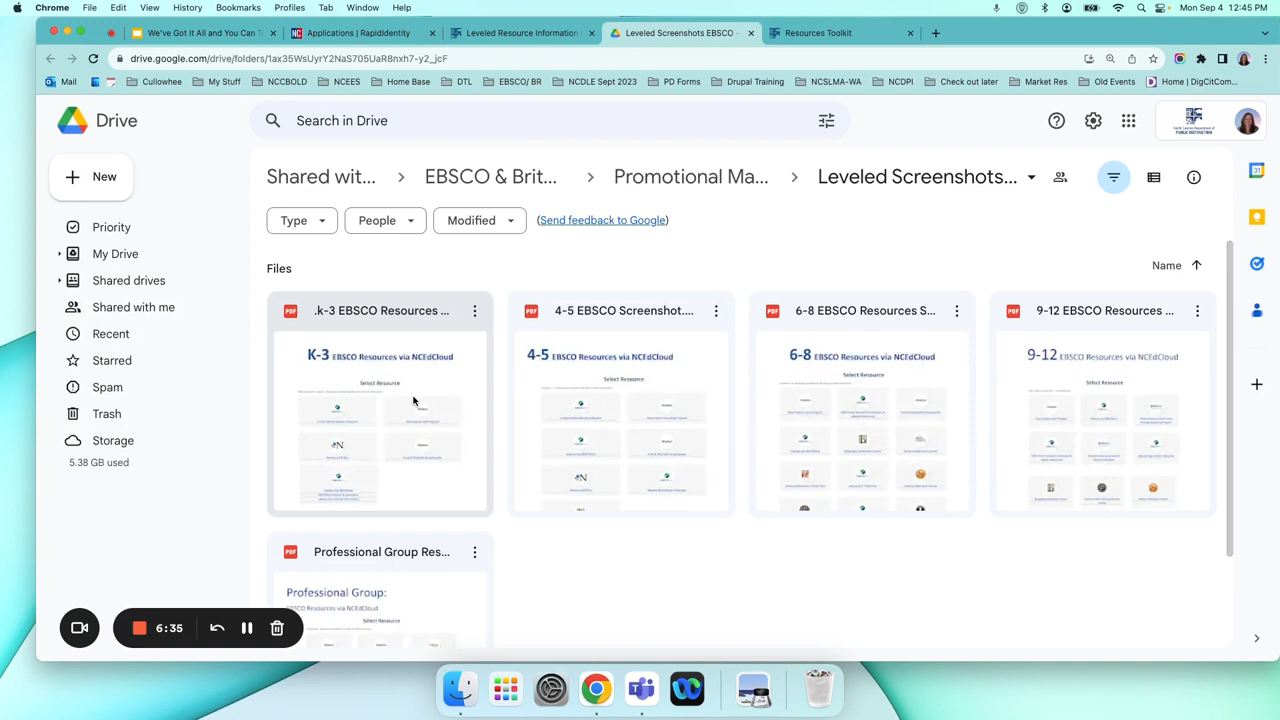 Chrome File Edit View History Bookmarks Profiles Tab Window Help Mon Sep 4 12:45 PM
We've Got It All and You Can T Applications | RapidIdentity Leveled Resource Information Leveled Screenshots EBSCO - Resources Toolkit
drive.google.com/drive/folders/1ax35WsUyrY2NaS705UaR8nxh7-y2_jcF
Mail Cullowhee My Stuff NCCBOLD NCEES Home Base DTL EBSCO/ BR NCDLE Sept 2023 PD Forms Drupal Training NCSLMA-WA NCDPI Check out later Market Res Old Events Home | DigCitCom...
Drive
Search in Drive
PUBLIC INSTRUCTION
New
Shared wit... > EBSCO & Brit... > Promotional Ma... > Leveled Screenshots...
Type People Modified (Send feedback to Google)
Priority
My Drive
Shared drives
Shared with me
Recent
Starred
Spam
Trash
Storage
5.38 GB used
Files
Name
.k-3 EBSCO Resources ... 4-5 EBSCO Screenshot.... 6-8 EBSCO Resources S... 9-12 EBSCO Resources ...
K-3 EBSCO Resources via NCEdCloud
Select Resource
4-5 EBSCO Resources via NCEdCloud
Select Resource
6-8 EBSCO Resources via NCEdCloud
Select Resource
9-12 EBSCO Resources via NCEdCloud
Select Resource
Professional Group Res...
Professional Group:
EBSCO Resources via NCEdCloud
Select Resource
6:35